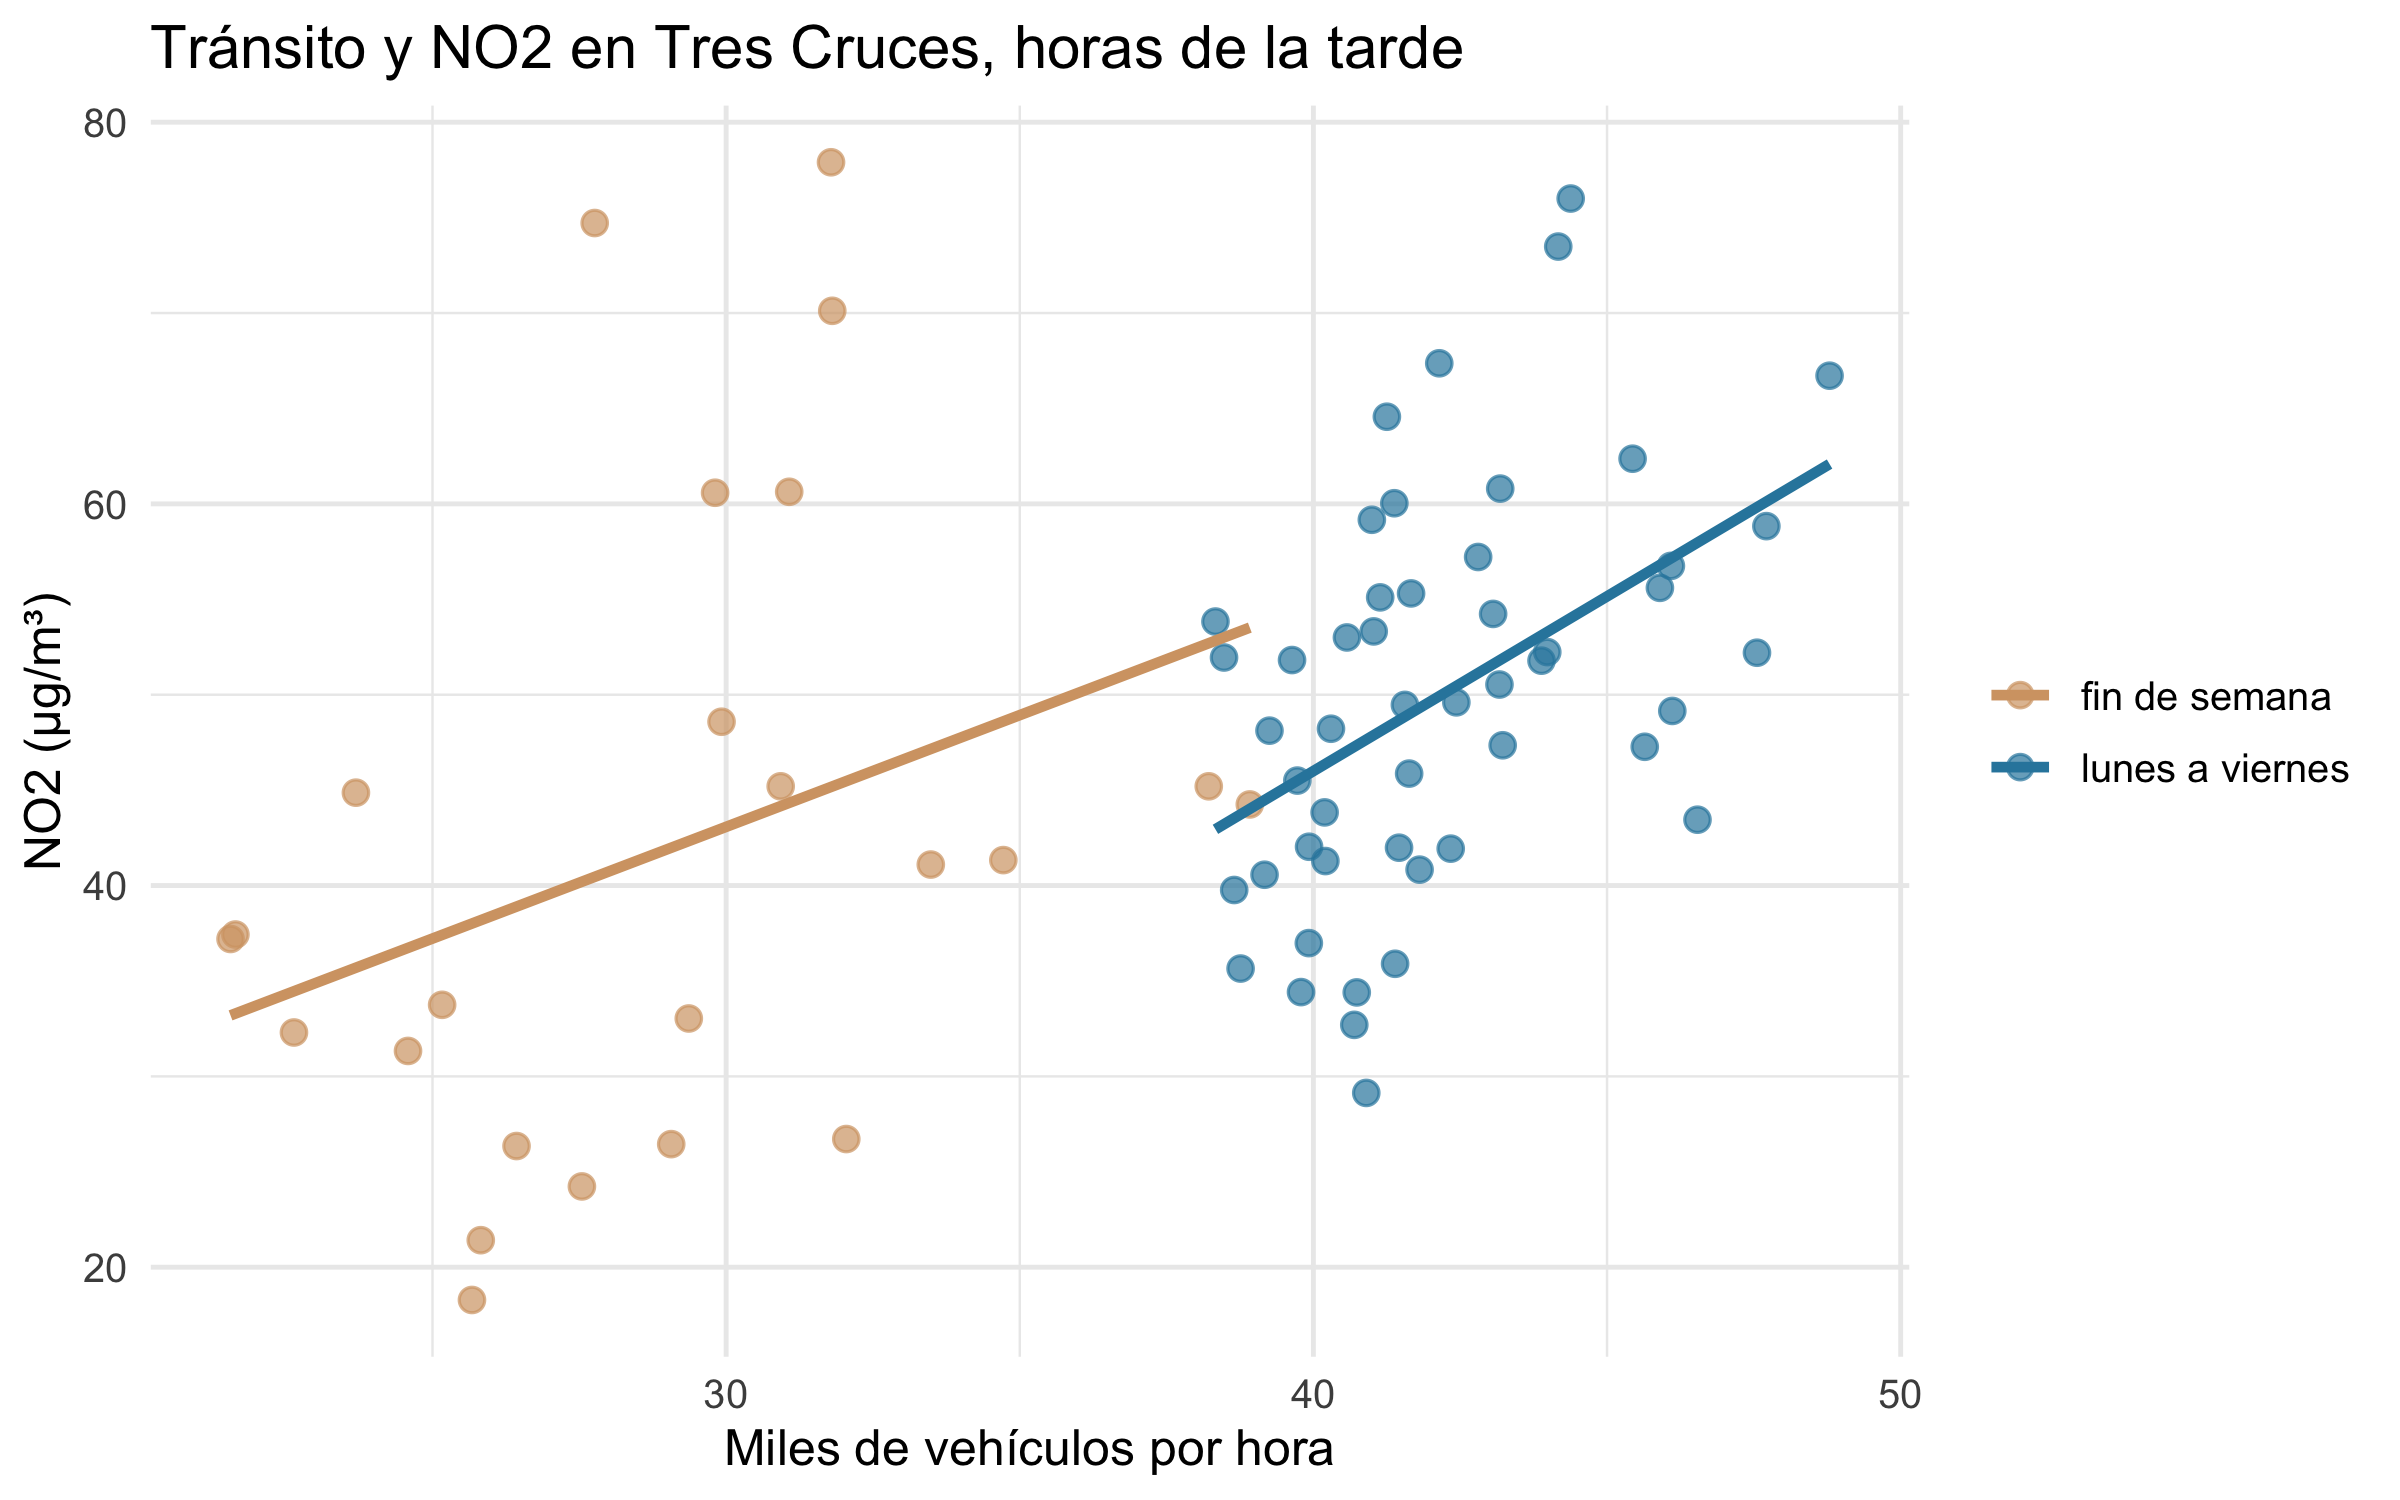 Tránsito y NO2 en Tres Cruces, horas de la tarde
80
60
40
20
NO2 (µg/m³)
30
40
50
Miles de vehículos por hora
fin de semana
lunes a viernes